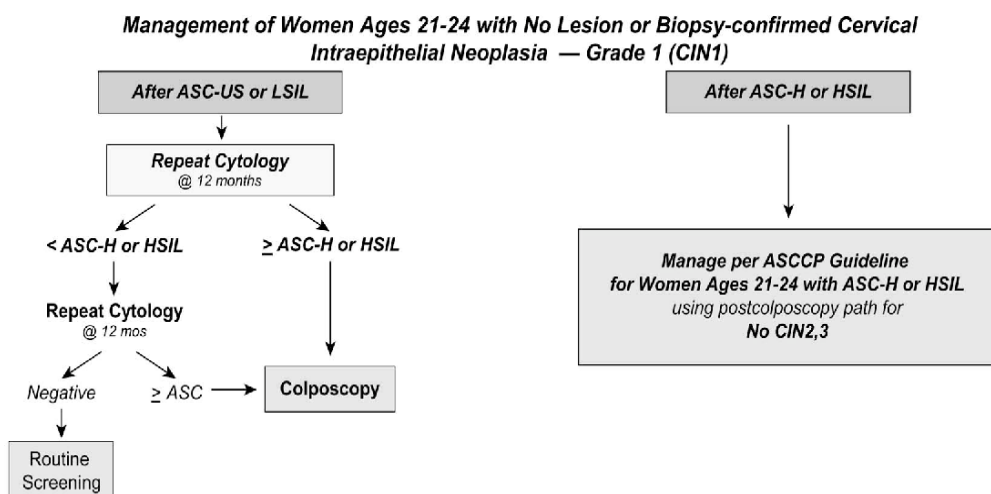 Management of Women Ages 21-24 with No Lesion or Biopsy-confirmed Cervical
Intraepithelial Neoplasia — Grade 1 (CIN1)
After ASC-US or LSIL
After ASC-H or HSIL
Repeat Cytology
@ 12 months
< ASC-H or HSIL
≥ ASC-H or HSIL
Manage per ASCCP Guideline
for Women Ages 21-24 with ASC-H or HSIL
using postcolposcopy path for
No CIN2,3
Repeat Cytology
@ 12 mos
Negative
≥ ASC
Colposcopy
Routine
Screening